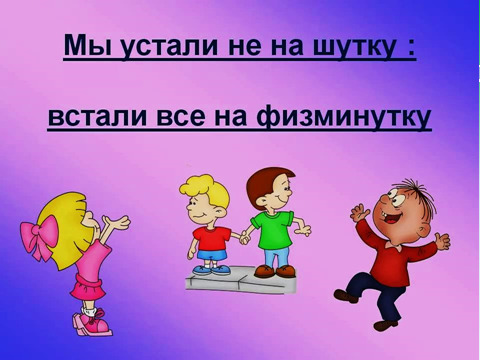 Мы устали не на шутку :
встали все на физминутку